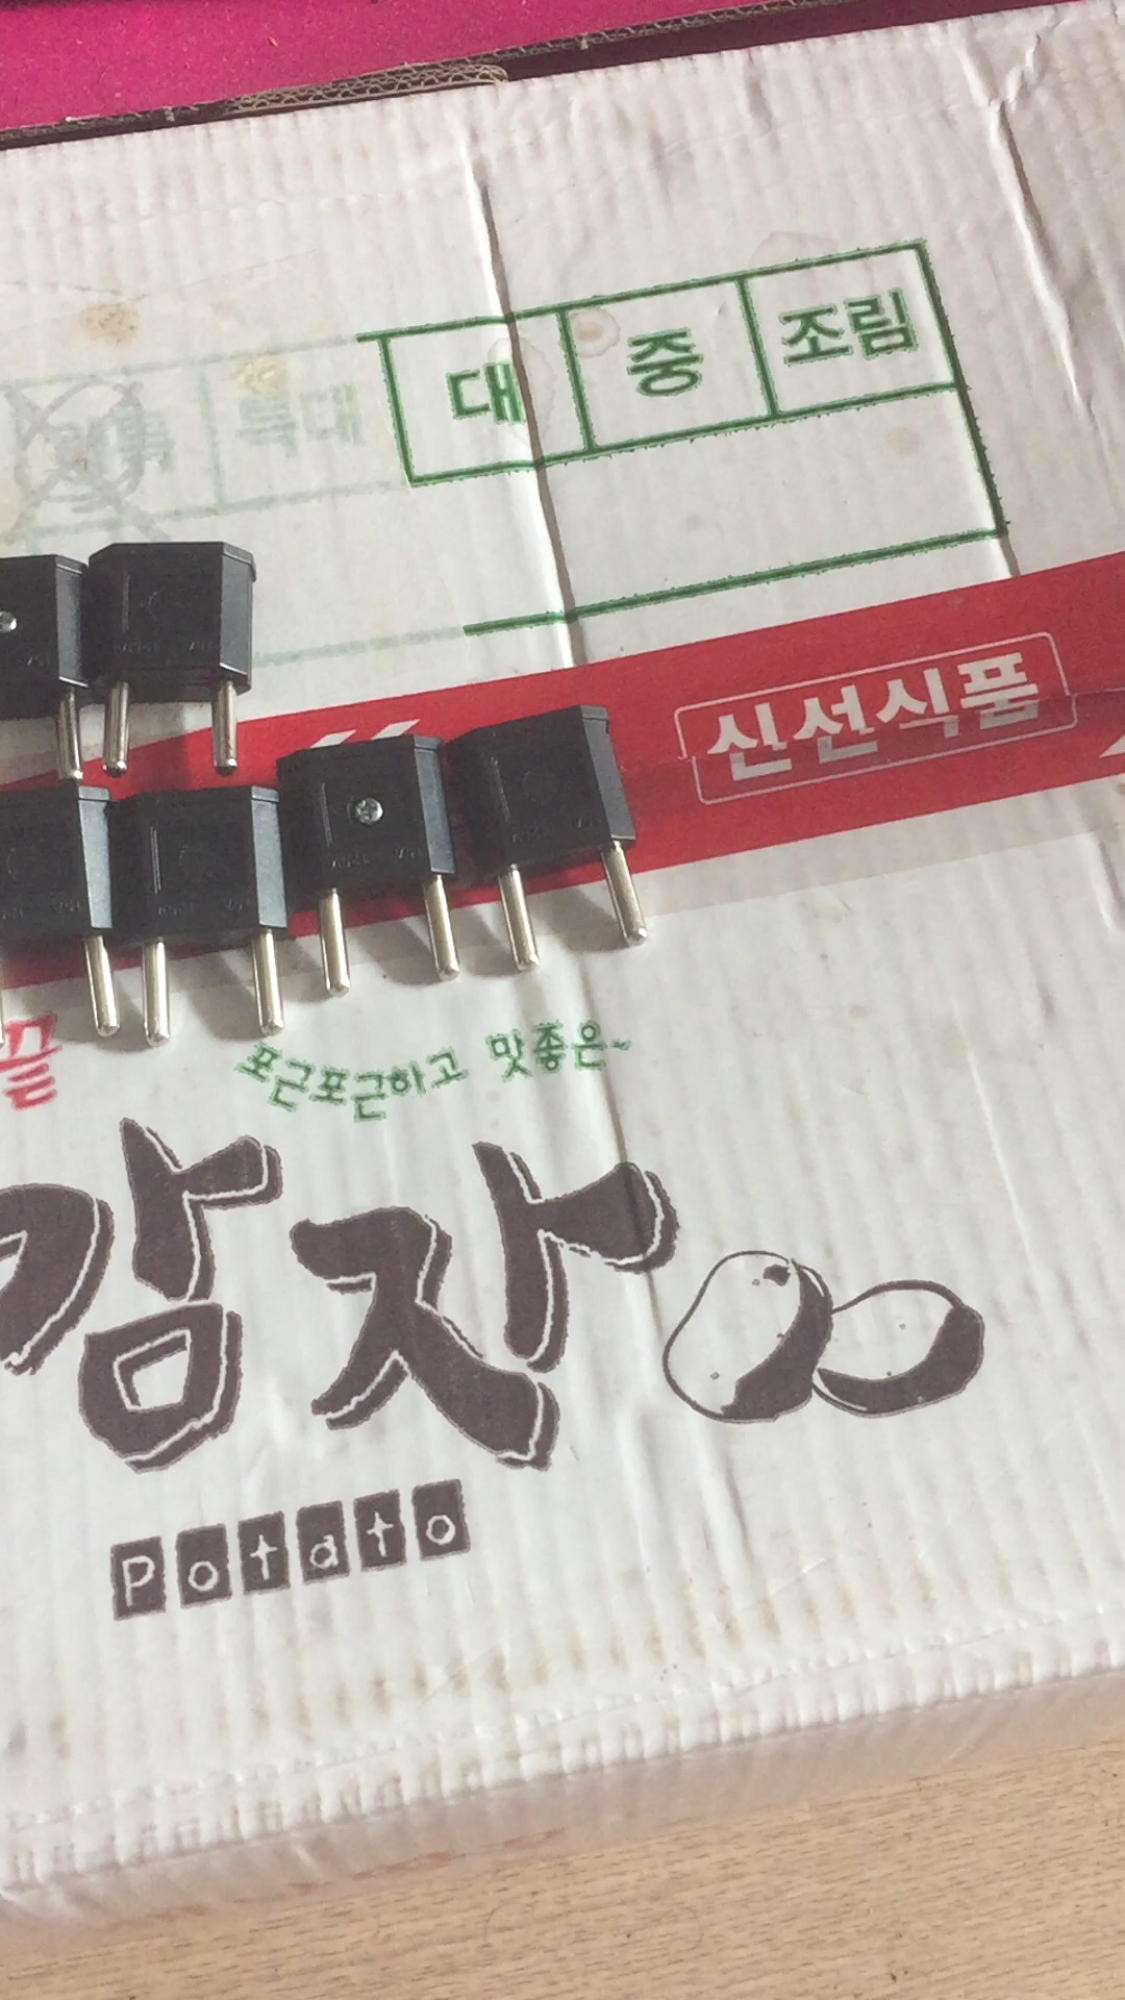 특대 대 중 조림
신선식품
끝
포근포근하고 맛좋은~
감자
Potato